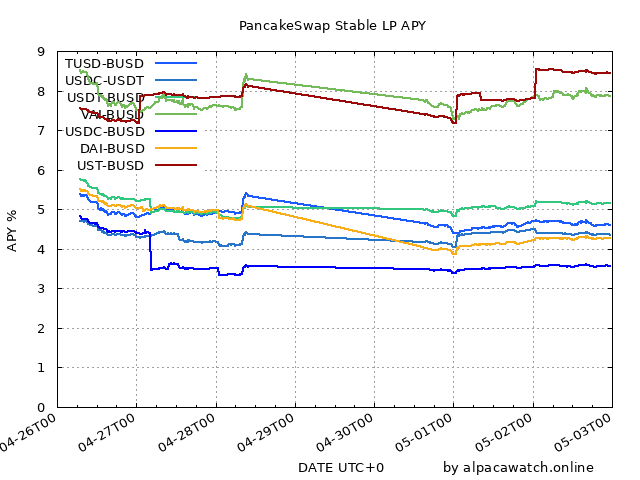 PancakeSwap Stable LP APY
9
8
7
6
5
4
3
2
1
0
APY %
TUSD-BUSD
USDC-USDT
USDT-BUSD
VAI-BUSD
USDC-BUSD
DAI-BUSD
UST-BUSD
04-26T00
04-27T00
04-28T00
04-29T00
04-30T00
05-01T00
05-02T00
05-03T00
DATE UTC+0
by alpacawatch.online